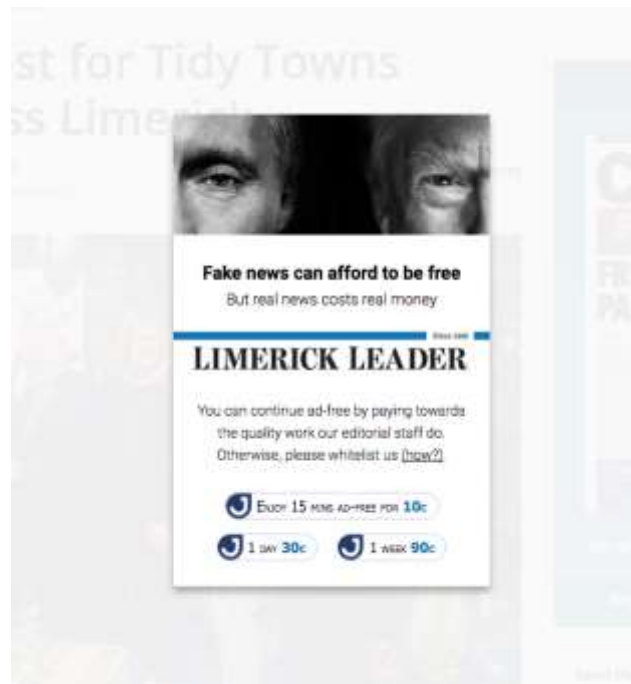 st for Tidy Towns
ss Limerick
Fake news can afford to be free
But real news costs real money
LIMERICK LEADER
You can continue ad-free by paying towards
the quality work our editorial staff do.
Otherwise, please whitelist us (how?)
ENJOY 15 MINS AD-FREE FOR 10c
1 DAY 30c
1 WEEK 90c